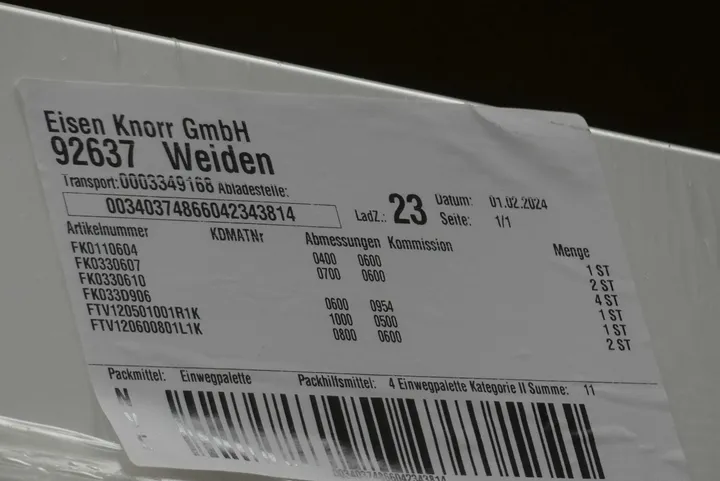 Eisen Knorr GmbH
92637 Weiden
Transport:0003349168 Abladestelle:
00340374866042343814 LadZ.: 23 Datum: 01.02.2024
Seite: 1/1
Artikelnummer KDMATNr Abmessungen Kommission Menge
FK0110604 0400 0600 1 ST
FK0330607 0700 0600 2 ST
FK0330610 4 ST
FK033D906 0600 0954 1 ST
FTV120501001R1K 1000 0500 1 ST
FTV120600801L1K 0800 0600 2 ST
Packmittel: Einwegpalette Packhilfsmittel: 4 Einwegpalette Kategorie II Summe: 11
00340374866042343814